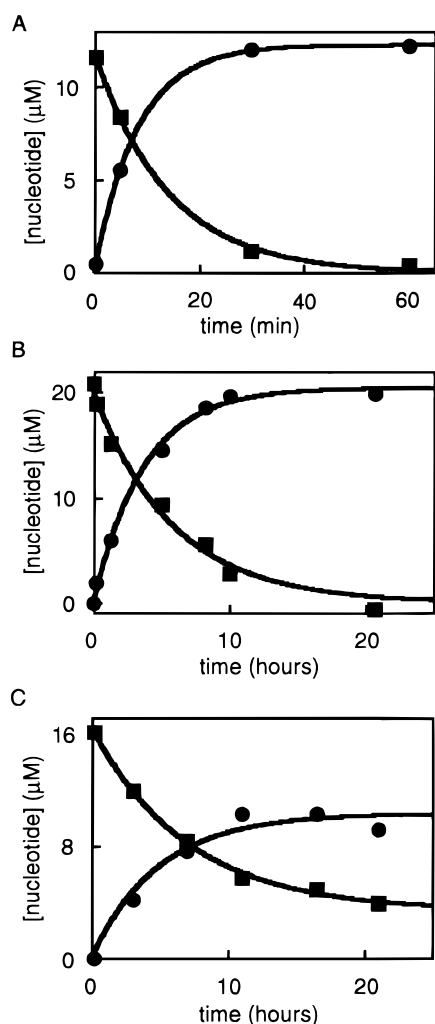 A
[nucleotide] (μM)
10
5
0
0 20 40 60
time (min)
B
[nucleotide] (μM)
20
10
0
0 10 20
time (hours)
C
[nucleotide] (μM)
16
8
0
0 10 20
time (hours)